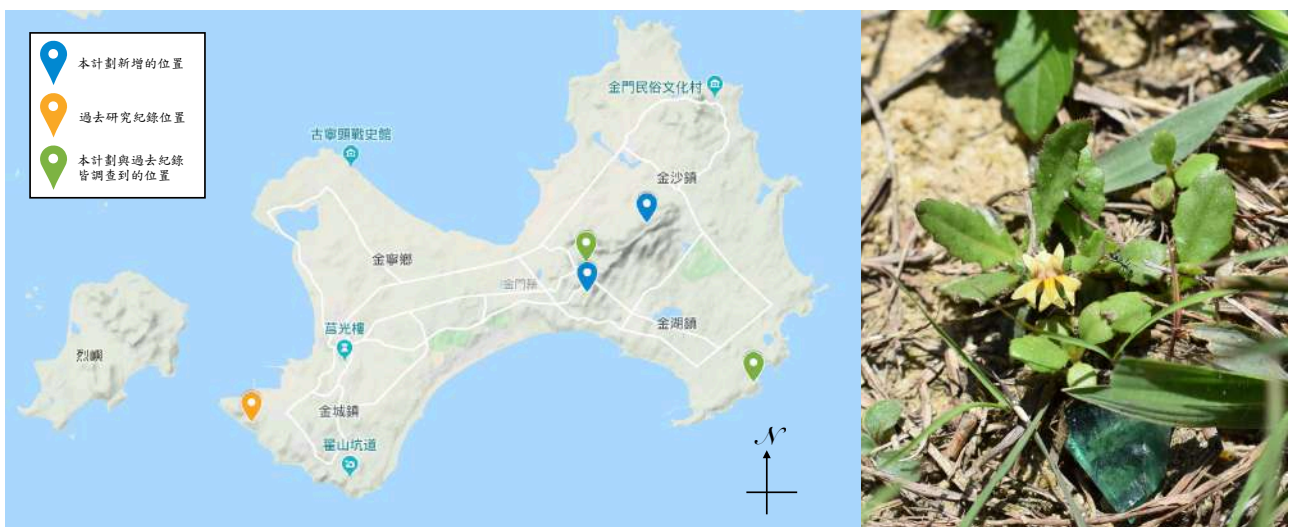 本計劃新增的位置
過去研究紀錄位置
本計劃與過去紀錄
皆調查到的位置
金門民俗文化村
古寧頭戰史館
金沙鎮
金寧鄉
金門縣
金湖鎮
莒光樓
烈嶼
金城鎮
翟山坑道
N